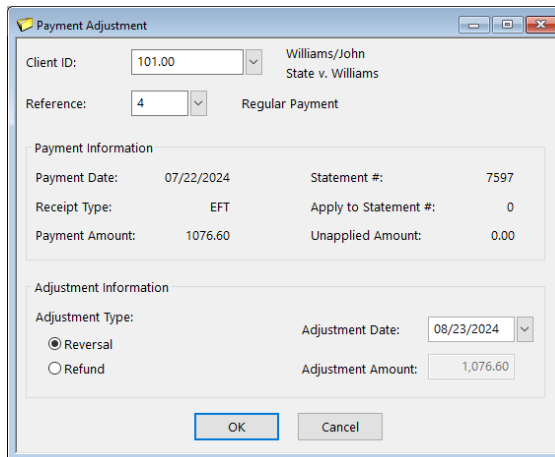 Payment Adjustment
Client ID: 101.00 Williams/John
State v. Williams
Reference: 4 Regular Payment
Payment Information
Payment Date: 07/22/2024 Statement #: 7597
Receipt Type: EFT Apply to Statement #: 0
Payment Amount: 1076.60 Unapplied Amount: 0.00
Adjustment Information
Adjustment Type:
Adjustment Date: 08/23/2024
Reversal
Refund Adjustment Amount: 1,076.60
OK Cancel